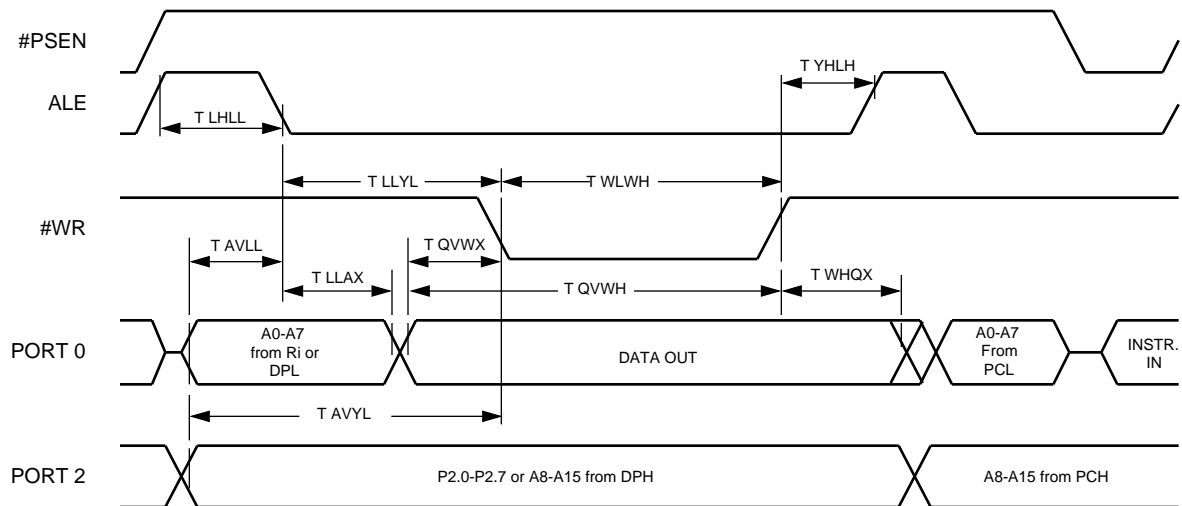 #PSEN
T YHLH
ALE
T LHLL
T LLYL
T WLWH
#WR
T AVLL
T QVWX
T LLAX
T QVWH
T WHQX
PORT 0
A0-A7
from Ri or
DPL
DATA OUT
A0-A7
From
PCL
INSTR.
IN
T AVYL
PORT 2
P2.0-P2.7 or A8-A15 from DPH
A8-A15 from PCH